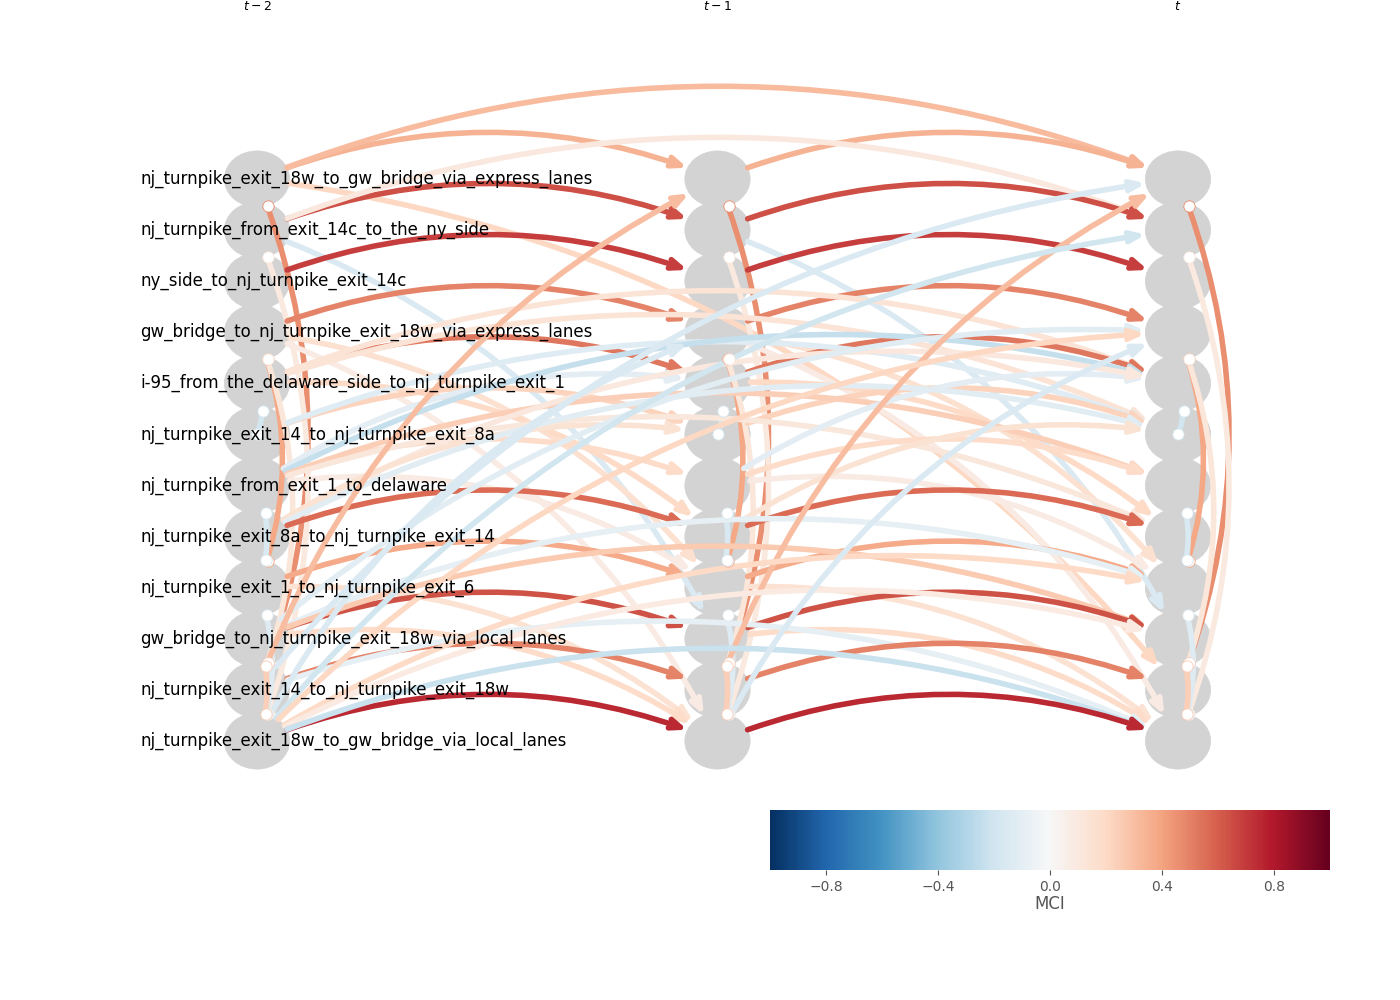 t − 2 t − 1 t
nj_turnpike_exit_18w_to_gw_bridge_via_express_lanes
nj_turnpike_from_exit_14c_to_the_ny_side
ny_side_to_nj_turnpike_exit_14c
gw_bridge_to_nj_turnpike_exit_18w_via_express_lanes
i-95_from_the_delaware_side_to_nj_turnpike_exit_1
nj_turnpike_exit_14_to_nj_turnpike_exit_8a
nj_turnpike_from_exit_1_to_delaware
nj_turnpike_exit_8a_to_nj_turnpike_exit_14
nj_turnpike_exit_1_to_nj_turnpike_exit_6
gw_bridge_to_nj_turnpike_exit_18w_via_local_lanes
nj_turnpike_exit_14_to_nj_turnpike_exit_18w
nj_turnpike_exit_18w_to_gw_bridge_via_local_lanes
−0.8 −0.4 0.0 0.4 0.8
MCI